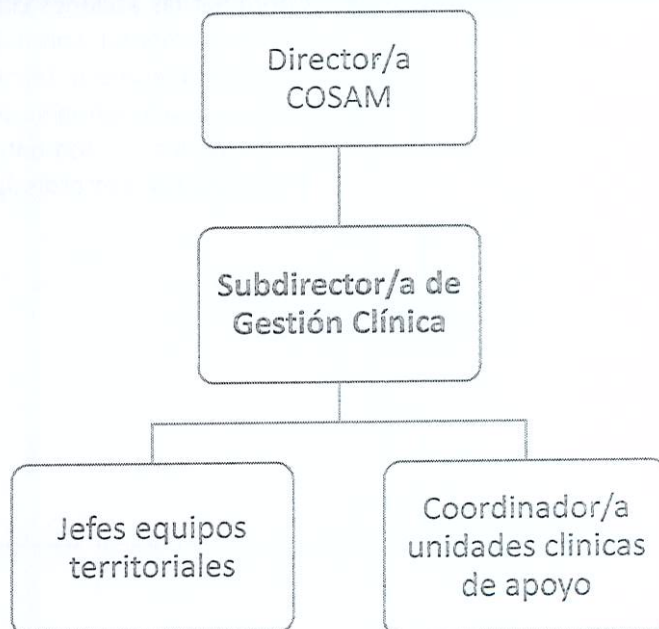 Director/a
COSAM
Subdirector/a de
Gestión Clínica
Jefes equipos
territoriales
Coordinador/a
unidades clinicas
de apoyo